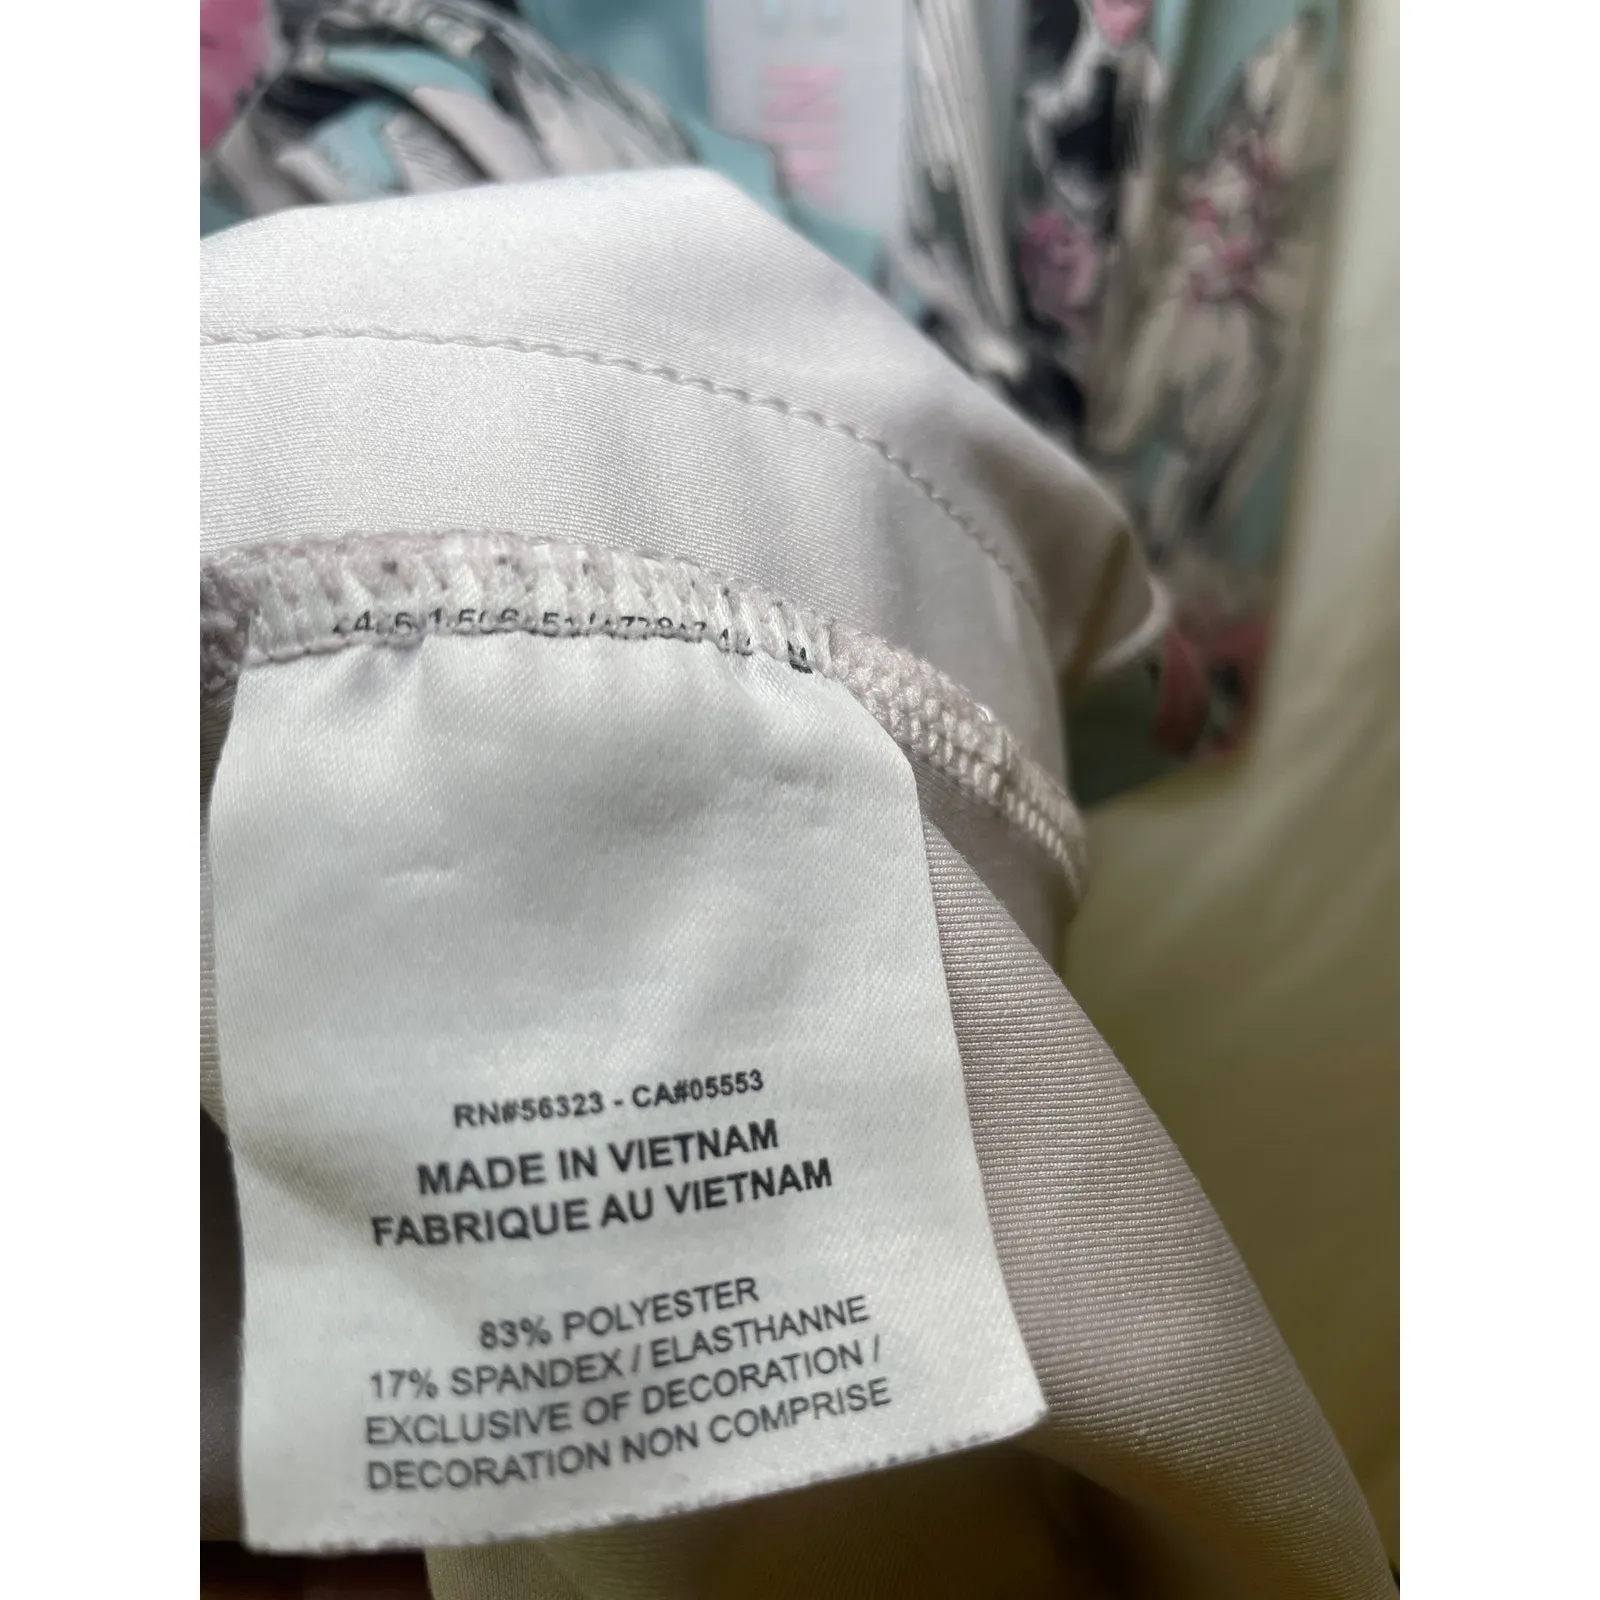 M
RN#56323 - CA#05553
MADE IN VIETNAM
FABRIQUE AU VIETNAM
83% POLYESTER
17% SPANDEX / ELASTHANNE
EXCLUSIVE OF DECORATION /
DECORATION NON COMPRISE